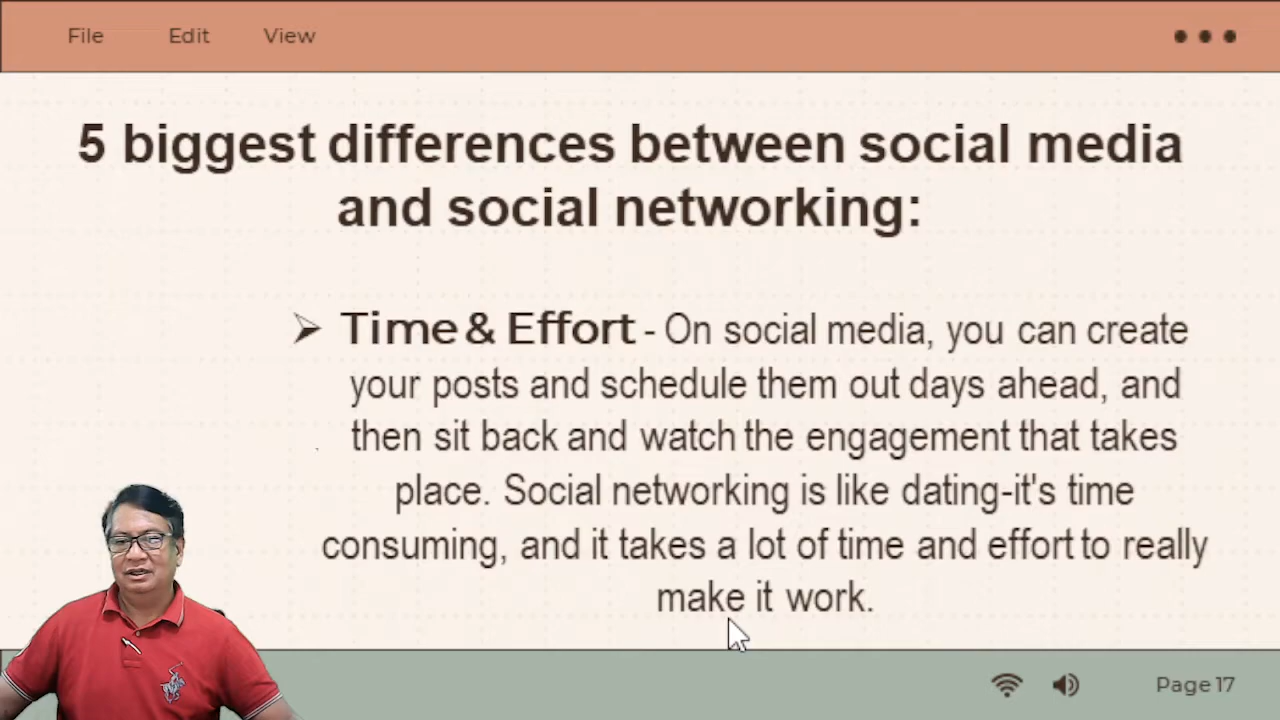 File Edit View
5 biggest differences between social media
and social networking:
➢ Time & Effort - On social media, you can create
your posts and schedule them out days ahead, and
then sit back and watch the engagement that takes
place. Social networking is like dating-it's time
consuming, and it takes a lot of time and effort to really
make it work.
Page 17